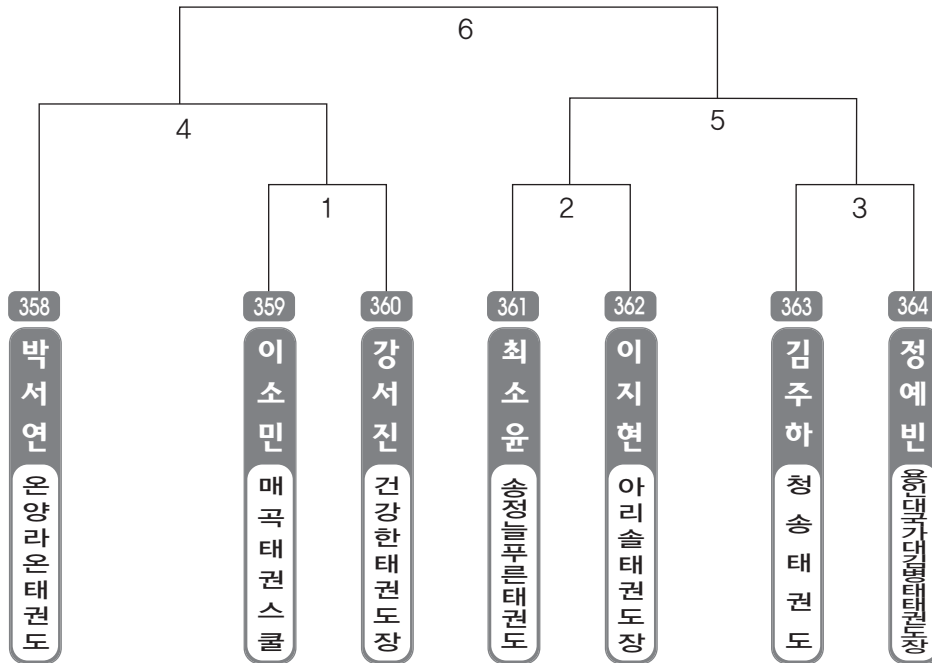 6
4
5
1
2
3
358
359
360
361
362
363
364
박서연
이소민
강서진
최소윤
이지현
김주하
정예빈
온양라온태권도
매곡태권스쿨
건강한태권도장
송정늘푸른태권도
아리솔태권도장
청송태권도
용인대국가대김병태태권도장